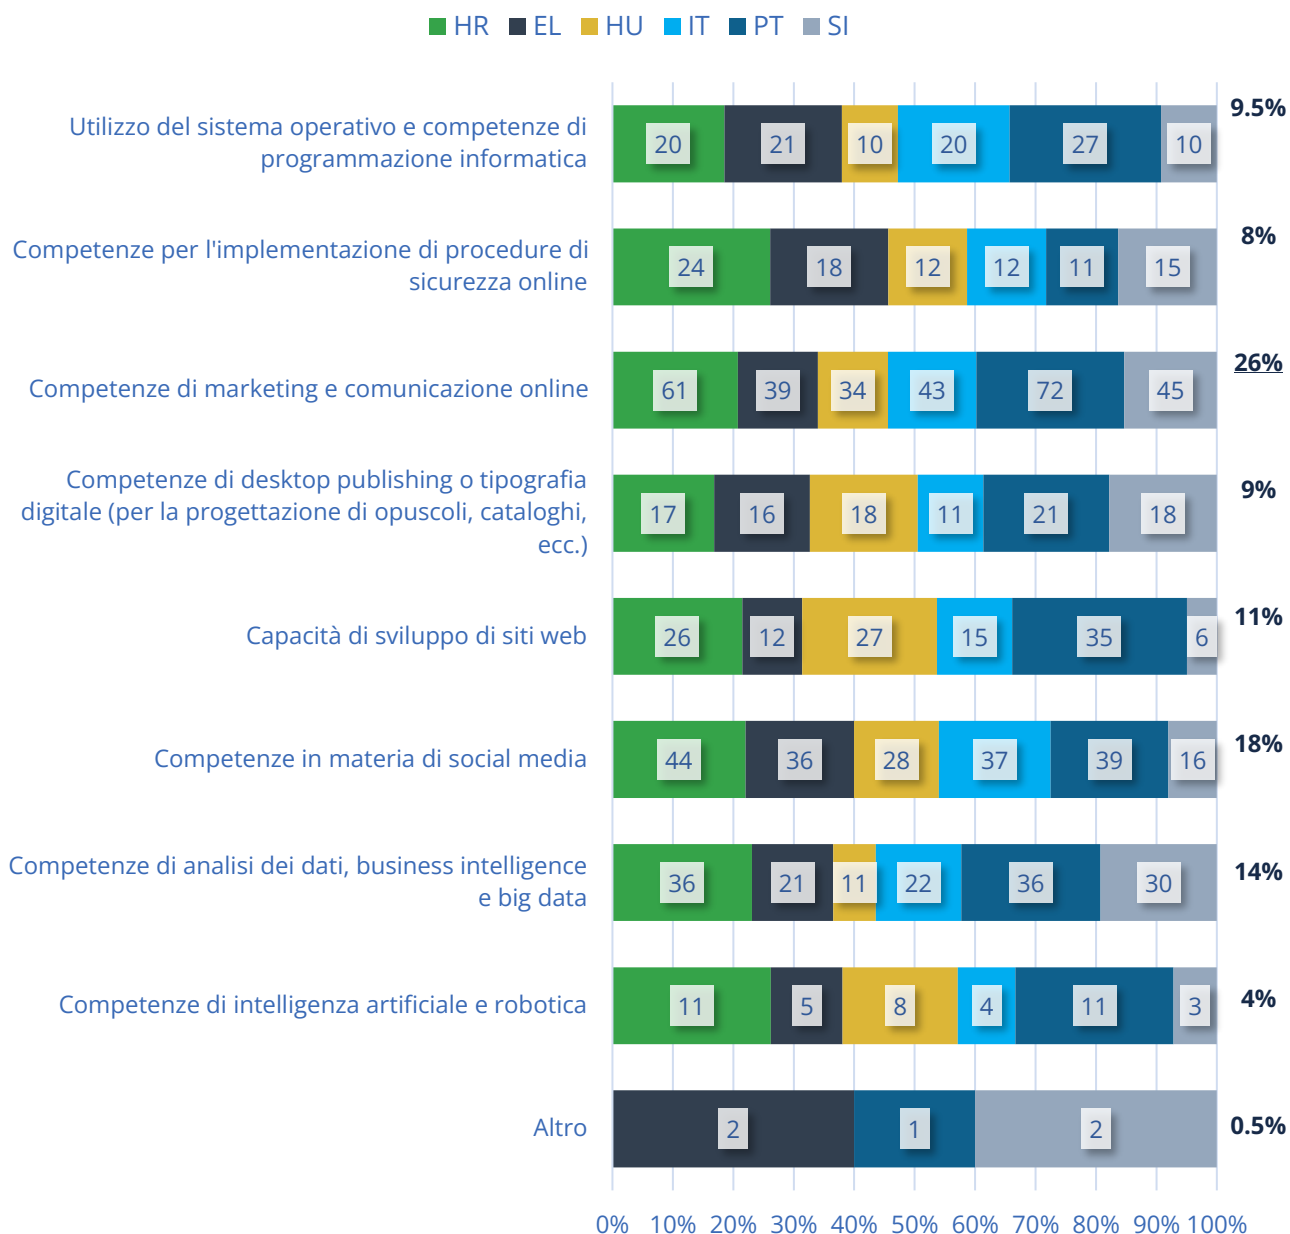 HR EL HU IT PT SI
Utilizzo del sistema operativo e competenze di
programmazione informatica
20 21 10 20 27 10
9.5%
Competenze per l'implementazione di procedure di
sicurezza online
24 18 12 12 11 15
8%
Competenze di marketing e comunicazione online
61 39 34 43 72 45
26%
Competenze di desktop publishing o tipografia
digitale (per la progettazione di opuscoli, cataloghi,
ecc.)
17 16 18 11 21 18
9%
Capacità di sviluppo di siti web
26 12 27 15 35 6
11%
Competenze in materia di social media
44 36 28 37 39 16
18%
Competenze di analisi dei dati, business intelligence
e big data
36 21 11 22 36 30
14%
Competenze di intelligenza artificiale e robotica
11 5 8 4 11 3
4%
Altro
2 1 2
0.5%
0% 10% 20% 30% 40% 50% 60% 70% 80% 90% 100%